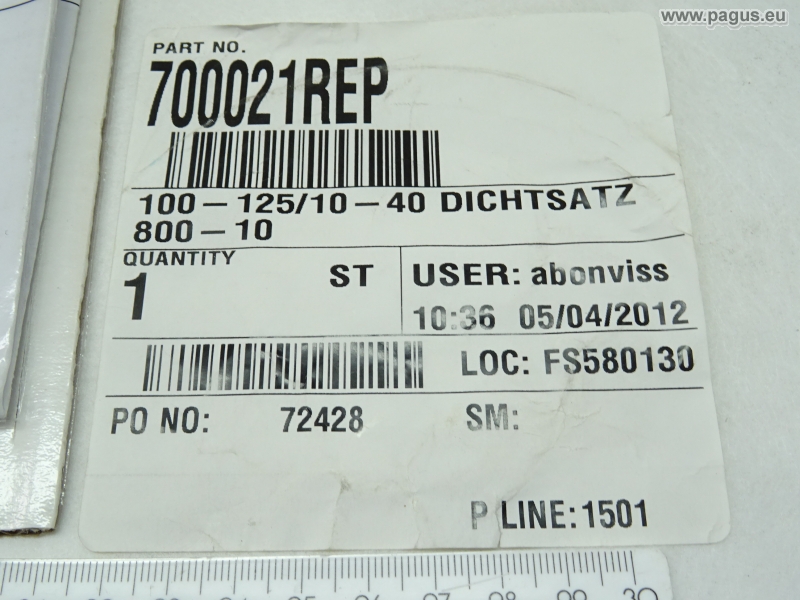 www.pagus.eu
PART NO.
700021REP
100-125/10-40 DICHTSATZ
800-10
QUANTITY
1 ST
USER: abonviss
10:36 05/04/2012
LOC: FS580130
PO NO: 72428 SM:
P LINE:1501
30